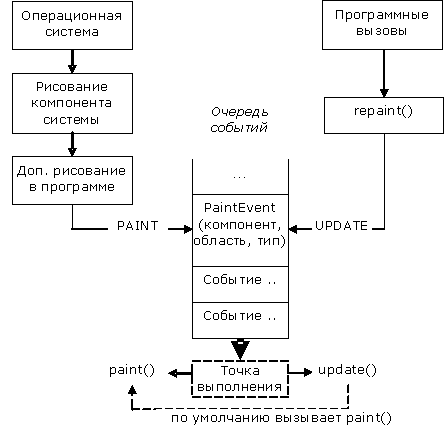 Операционная
система
Программные
вызовы
Рисование
компонента
системы
repaint()
Очередь
событий
Доп. рисование
в программе
...
PaintEvent
(компонент,
область, тип)
PAINT
UPDATE
Событие ..
Событие ..
paint()
Точка
выполнения
update()
по умолчанию вызывает paint()